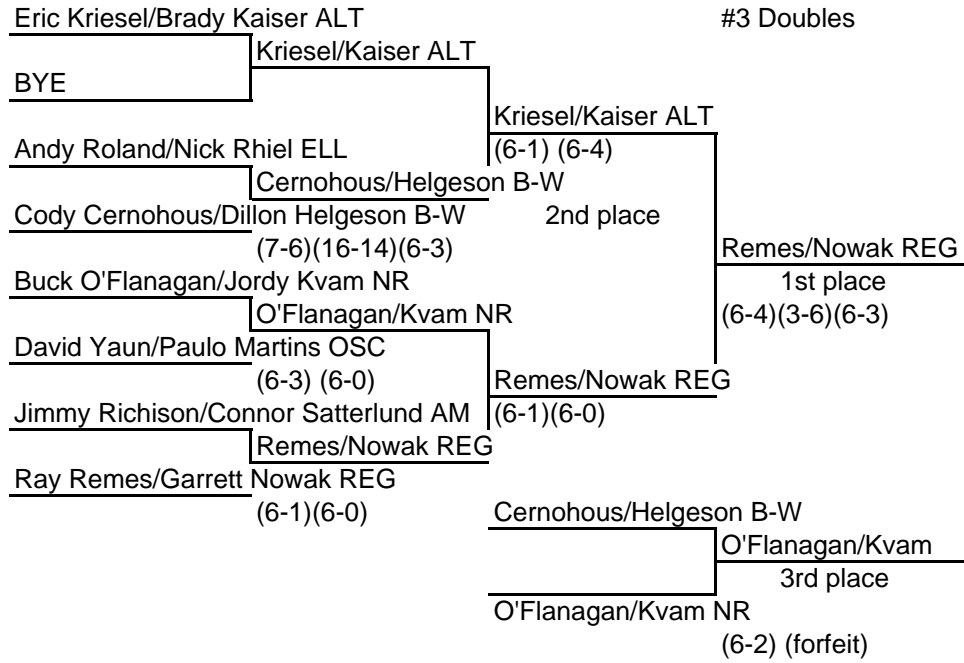 Eric Kriesel/Brady Kaiser ALT
#3 Doubles
Kriesel/Kaiser ALT
BYE
Kriesel/Kaiser ALT
Andy Roland/Nick Rhiel ELL
(6-1) (6-4)
Cernohous/Helgeson B-W
Cody Cernohous/Dillon Helgeson B-W
2nd place
(7-6)(16-14)(6-3)
Remes/Nowak REG
Buck O'Flanagan/Jordy Kvam NR
1st place
O'Flanagan/Kvam NR
(6-4)(3-6)(6-3)
David Yaun/Paulo Martins OSC
(6-3) (6-0)
Remes/Nowak REG
Jimmy Richison/Connor Satterlund AM
(6-1)(6-0)
Remes/Nowak REG
Ray Remes/Garrett Nowak REG
(6-1)(6-0)
Cernohous/Helgeson B-W
O'Flanagan/Kvam
3rd place
O'Flanagan/Kvam NR
(6-2) (forfeit)